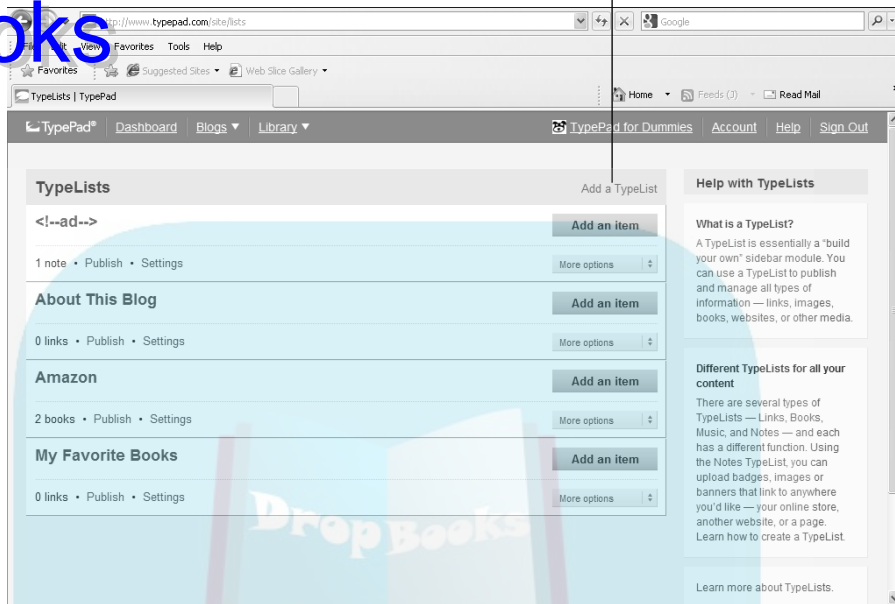 oks
http://www.typepad.com/site/lists
Google
File Edit View Favorites Tools Help
Favorites Suggested Sites Web Slice Gallery
TypeLists | TypePad
Home Feeds (J) Read Mail
TypePad® Dashboard Blogs Library TypePad for Dummies Account Help Sign Out
TypeLists Add a TypeList
<!--ad--> Add an item
1 note • Publish • Settings More options
About This Blog Add an item
0 links • Publish • Settings More options
Amazon Add an item
2 books • Publish • Settings More options
My Favorite Books Add an item
0 links • Publish • Settings More options
DropBooks
Help with TypeLists
What is a TypeList?
A TypeList is essentially a “build
your own” sidebar module. You
can use a TypeList to publish
and manage all types of
information — links, images,
books, websites, or other media.
Different TypeLists for all your
content
There are several types of
TypeLists — Links, Books,
Music, and Notes — and each
has a different function. Using
the Notes TypeList, you can
upload badges, images or
banners that link to anywhere
you’d like — your online store,
another website, or a page.
Learn how to create a TypeList.
Learn more about TypeLists.